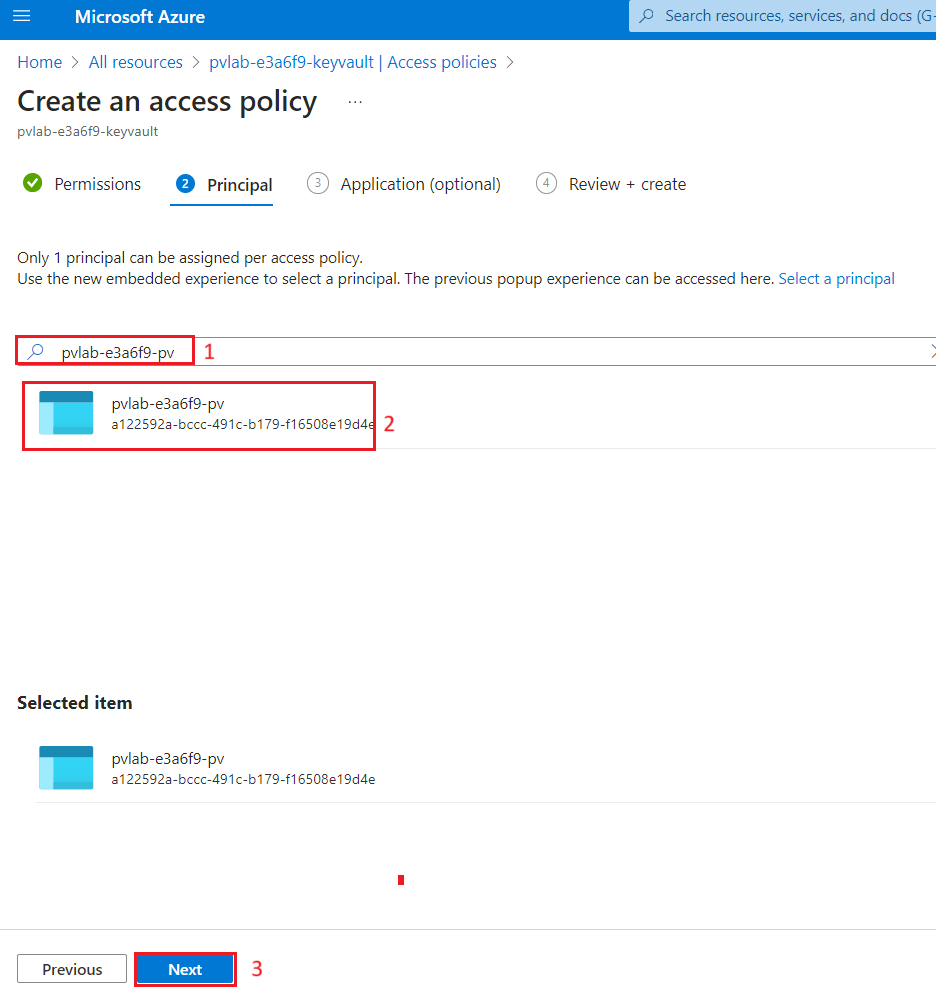 Microsoft Azure
Search resources, services, and docs (G
Home > All resources > pvlab-e3a6f9-keyvault | Access policies >
Create an access policy ...
pvlab-e3a6f9-keyvault
Permissions 2 Principal 3 Application (optional) 4 Review + create
Only 1 principal can be assigned per access policy.
Use the new embedded experience to select a principal. The previous popup experience can be accessed here. Select a principal
pvlab-e3a6f9-pv 1
pvlab-e3a6f9-pv
a122592a-bccc-491c-b179-f16508e19d4e 2
Selected item
pvlab-e3a6f9-pv
a122592a-bccc-491c-b179-f16508e19d4e
Previous Next 3